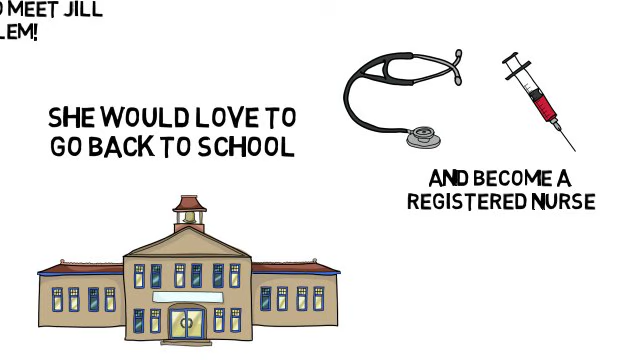 MEET JILL
SHE WOULD LOVE TO
GO BACK TO SCHOOL
AND BECOME A
REGISTERED NURSE